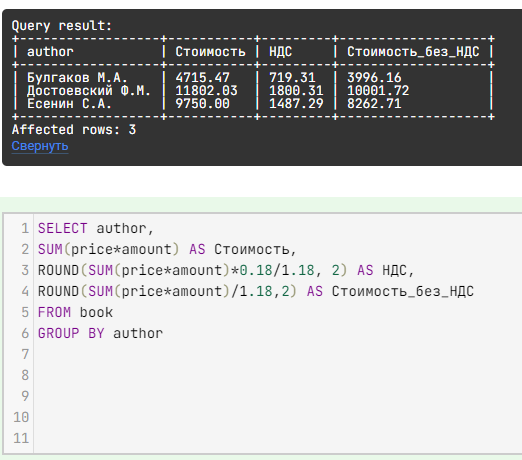 Query result:
+------------------+-----------+---------+-------------------+
| author           | Стоимость | НДС     | Стоимость_без_НДС |
+------------------+-----------+---------+-------------------+
| Булгаков М.А.    | 4715.47   | 719.31  | 3996.16           |
| Достоевский Ф.М. | 11802.03  | 1800.31 | 10001.72          |
| Есенин С.А.      | 9750.00   | 1487.29 | 8262.71           |
+------------------+-----------+---------+-------------------+
Affected rows: 3
Свернуть
1 SELECT author,
2 SUM(price*amount) AS Стоимость,
3 ROUND(SUM(price*amount)*0.18/1.18, 2) AS НДС,
4 ROUND(SUM(price*amount)/1.18,2) AS Стоимость_без_НДС
5 FROM book
6 GROUP BY author
7
8
9
10
11